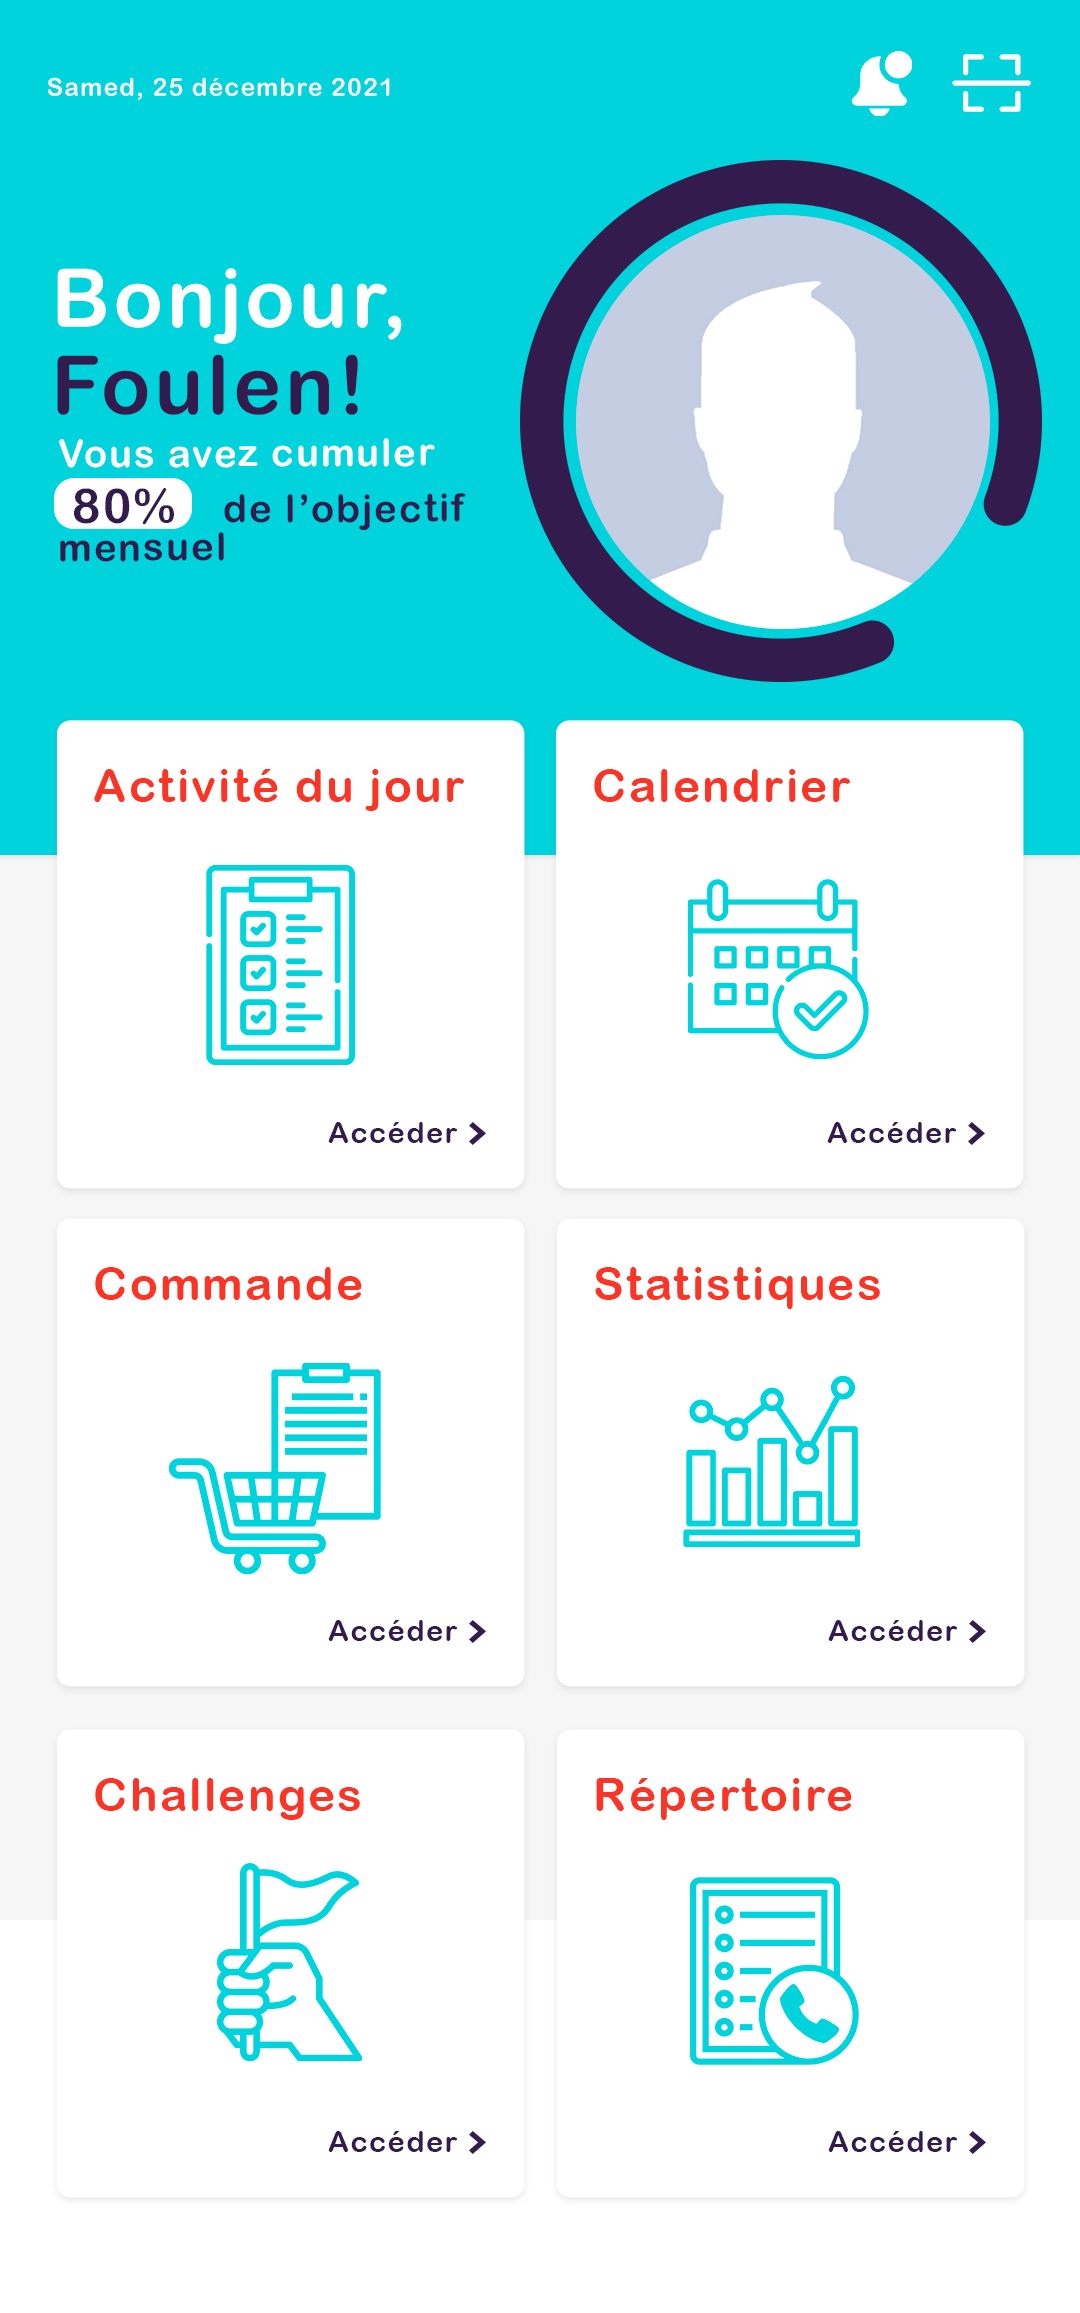 Samed, 25 décembre 2021
Bonjour,
Foulen!
Vous avez cumuler
80% de l’objectif
mensuel
Activité du jour
Accéder
Calendrier
Accéder
Commande
Accéder
Statistiques
Accéder
Challenges
Accéder
Répertoire
Accéder